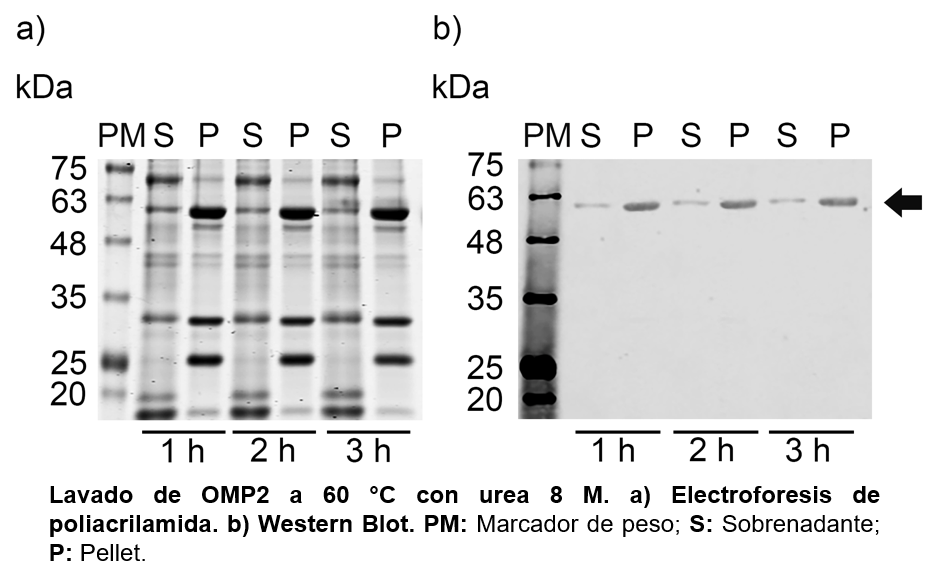 a)
b)
kDa
kDa
PM S P S P S P
PM S P S P S P
75
63
48
35
25
20
75
63
48
35
25
20
1 h 2 h 3 h
1 h 2 h 3 h
Lavado de OMP2 a 60 °C con urea 8 M. a) Electroforesis de
poliacrilamida. b) Western Blot. PM: Marcador de peso; S: Sobrenadante;
P: Pellet.